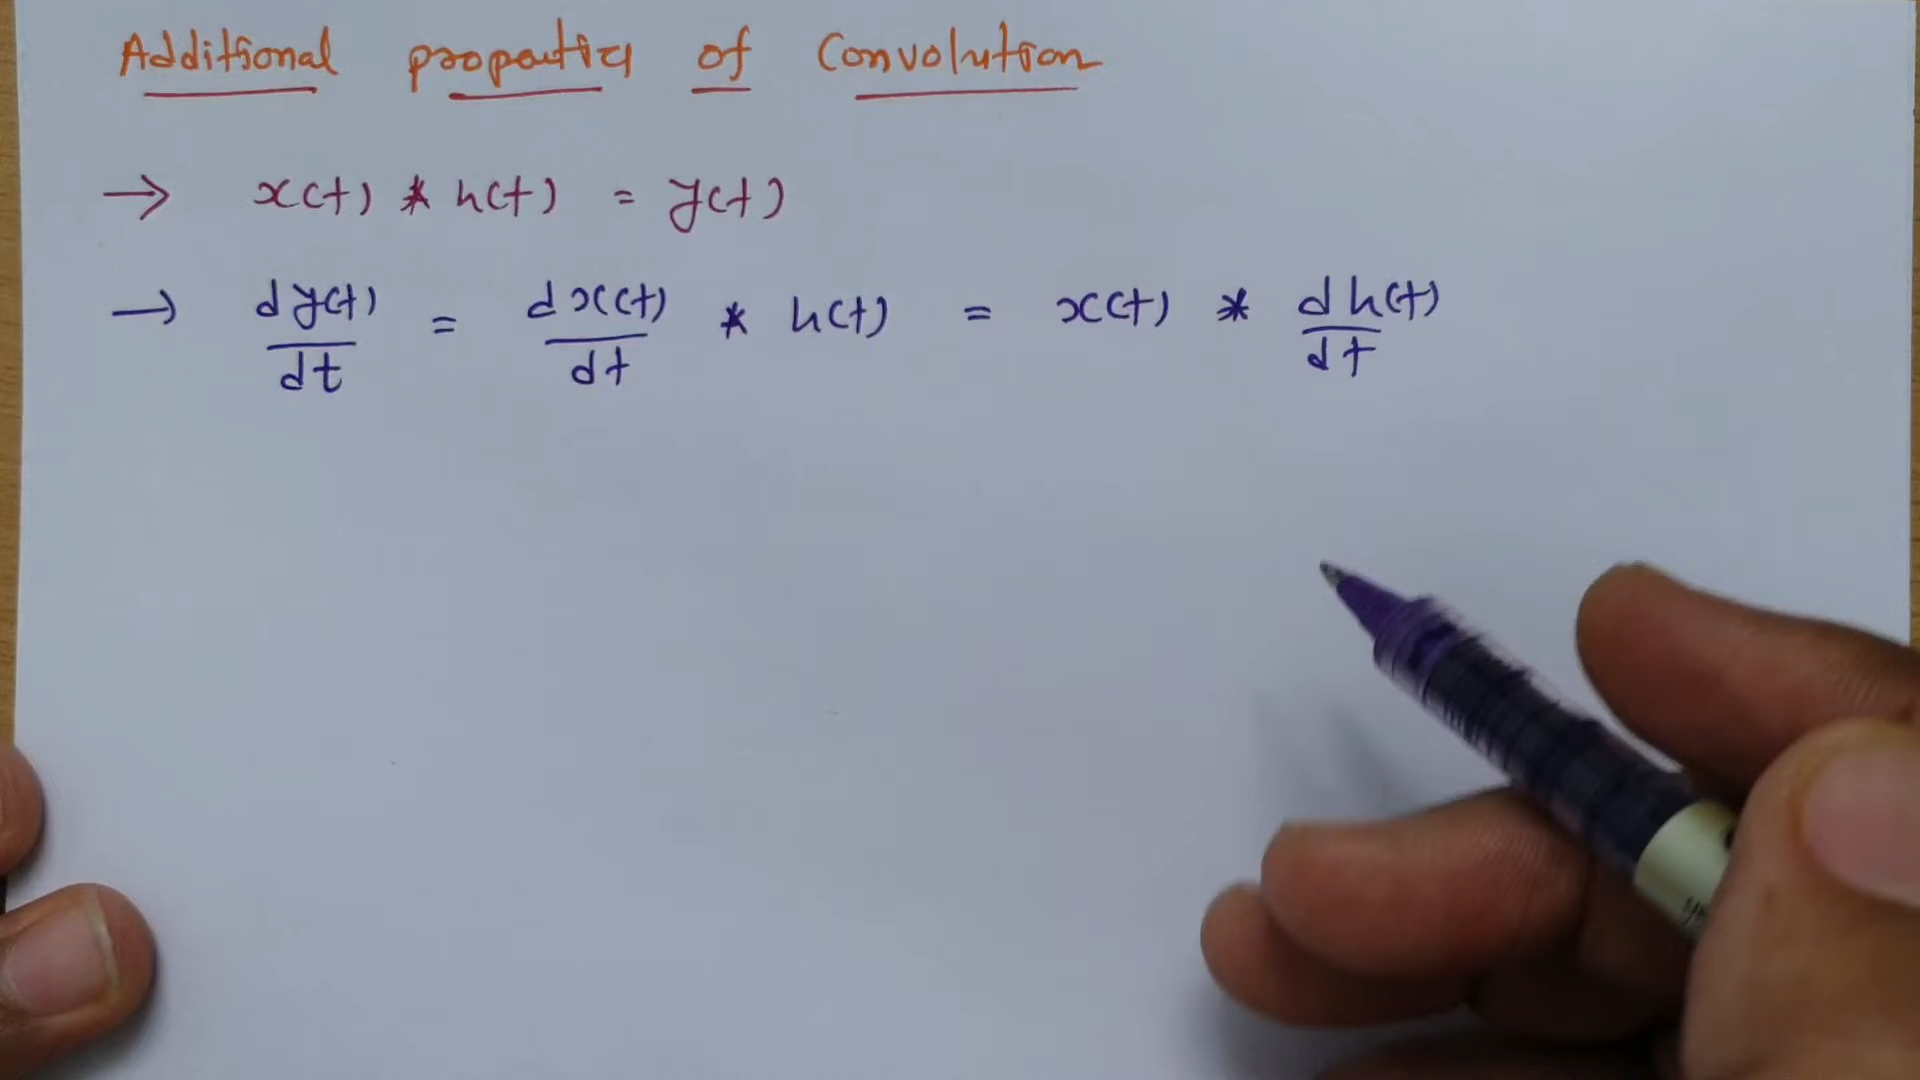 Additional properties of Convolution
→ x(t) * h(t) = y(t)
→ dy(t)/dt = dx(t)/dt * h(t) = x(t) * dh(t)/dt